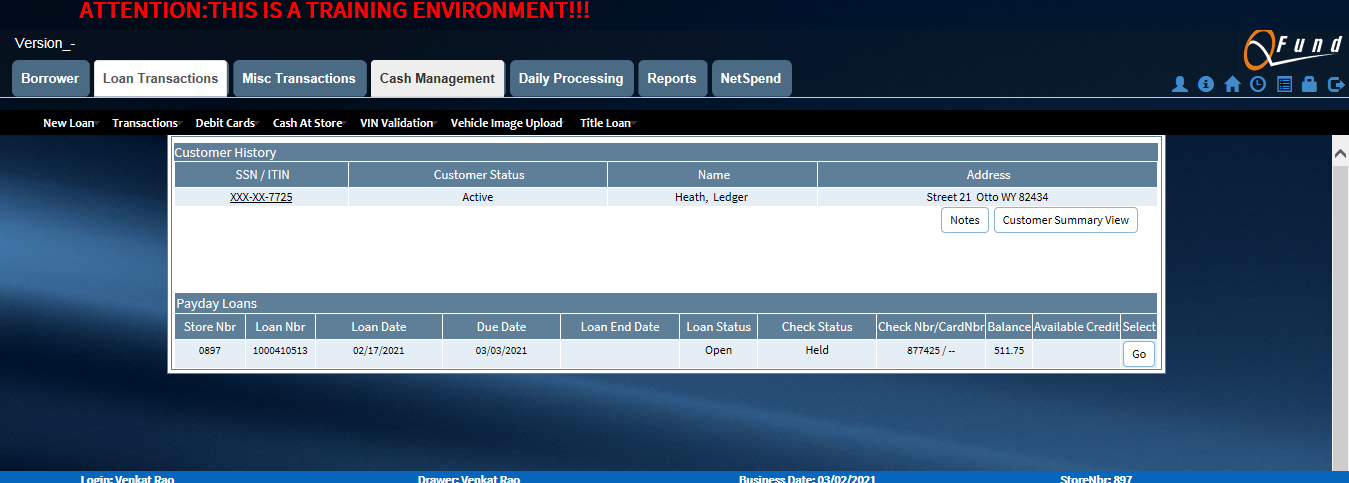 ATTENTION:THIS IS A TRAINING ENVIRONMENT!!!
Version_-
Fund
Borrower Loan Transactions Misc Transactions Cash Management Daily Processing Reports NetSpend
New Loan Transactions Debit Cards Cash At Store VIN Validation Vehicle Image Upload Title Loan
Customer History
SSN / ITIN Customer Status Name Address
XXX-XX-7725 Active Heath, Ledger Street 21 Otto WY 82434
Notes Customer Summary View
Payday Loans
Store Nbr Loan Nbr Loan Date Due Date Loan End Date Loan Status Check Status Check Nbr/CardNbr Balance Available Credit Select
0897 1000410513 02/17/2021 03/03/2021 Open Held 877425 / -- 511.75 Go
Login: Venkat Rao Drawer: Venkat Rao Business Date: 03/02/2021 StoreNbr: 897